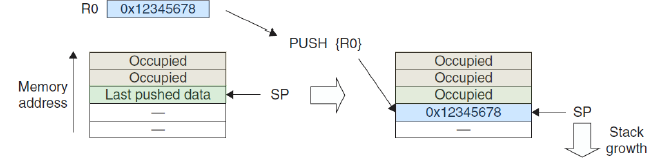 R0 0x12345678
PUSH {R0}
Memory
address
Occupied
Occupied
Last pushed data
—
—
SP
Occupied
Occupied
Occupied
0x12345678
—
SP
Stack
growth